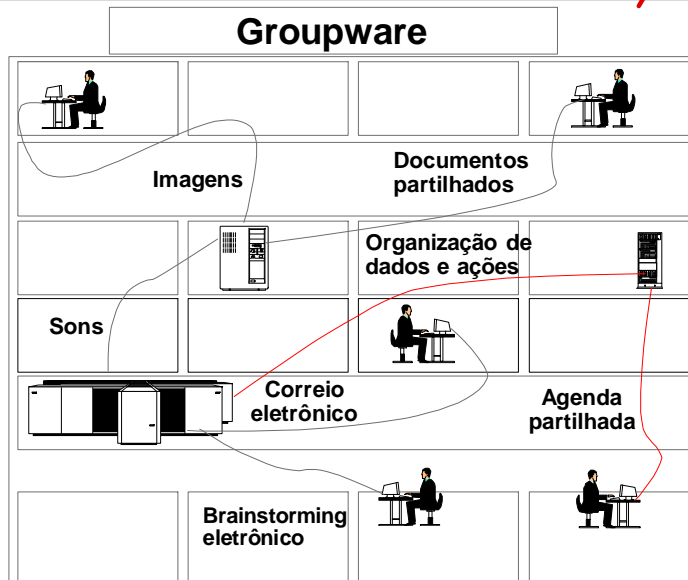 Groupware
Imagens
Documentos
partilhados
Organização de
dados e ações
Sons
Correio
eletrônico
Agenda
partilhada
Brainstorming
eletrônico